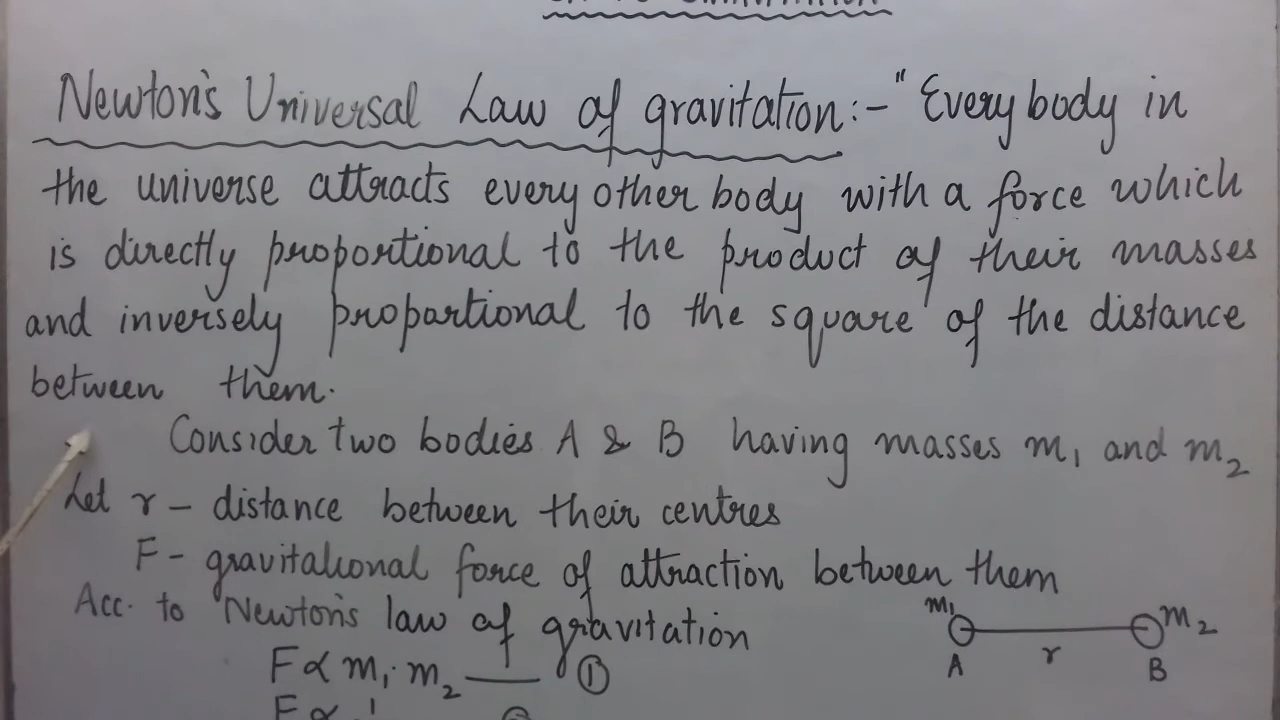 Newton's Universal Law of gravitation:- "Every body in
the universe attracts every other body with a force which
is directly proportional to the product of their masses
and inversely proportional to the square of the distance
between them.
Consider two bodies A & B having masses m₁ and m₂
Let r - distance between their centres
F - gravitational force of attraction between them
Acc. to Newton's law of gravitation
m₁ m₂
A r B
F ∝ m₁. m₂ — ①
F ∝ 1